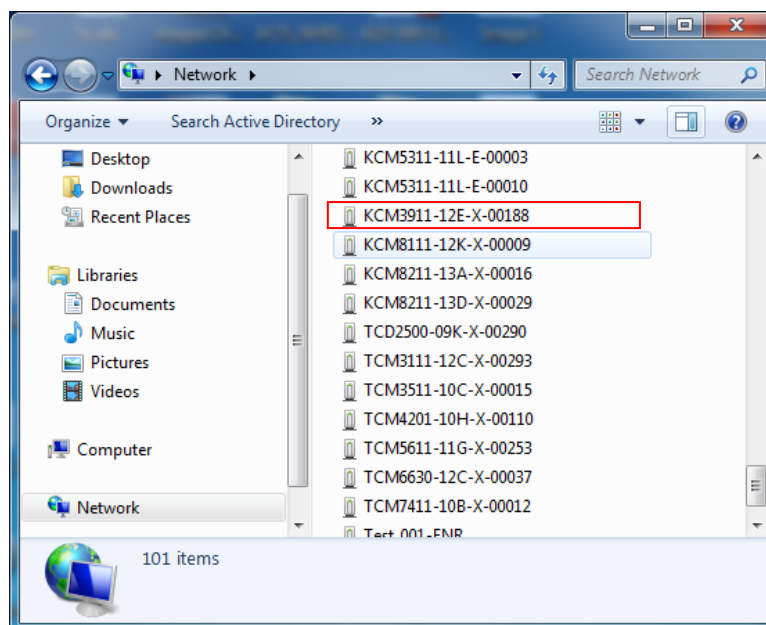 Network
Search Network
Organize
Search Active Directory
»
Desktop
Downloads
Recent Places
Libraries
Documents
Music
Pictures
Videos
Computer
Network
KCM5311-11L-E-00003
KCM5311-11L-E-00010
KCM3911-12E-X-00188
KCM8111-12K-X-00009
KCM8211-13A-X-00016
KCM8211-13D-X-00029
TCD2500-09K-X-00290
TCM3111-12C-X-00293
TCM3511-10C-X-00015
TCM4201-10H-X-00110
TCM5611-11G-X-00253
TCM6630-12C-X-00037
TCM7411-10B-X-00012
Test 001-ENR
101 items